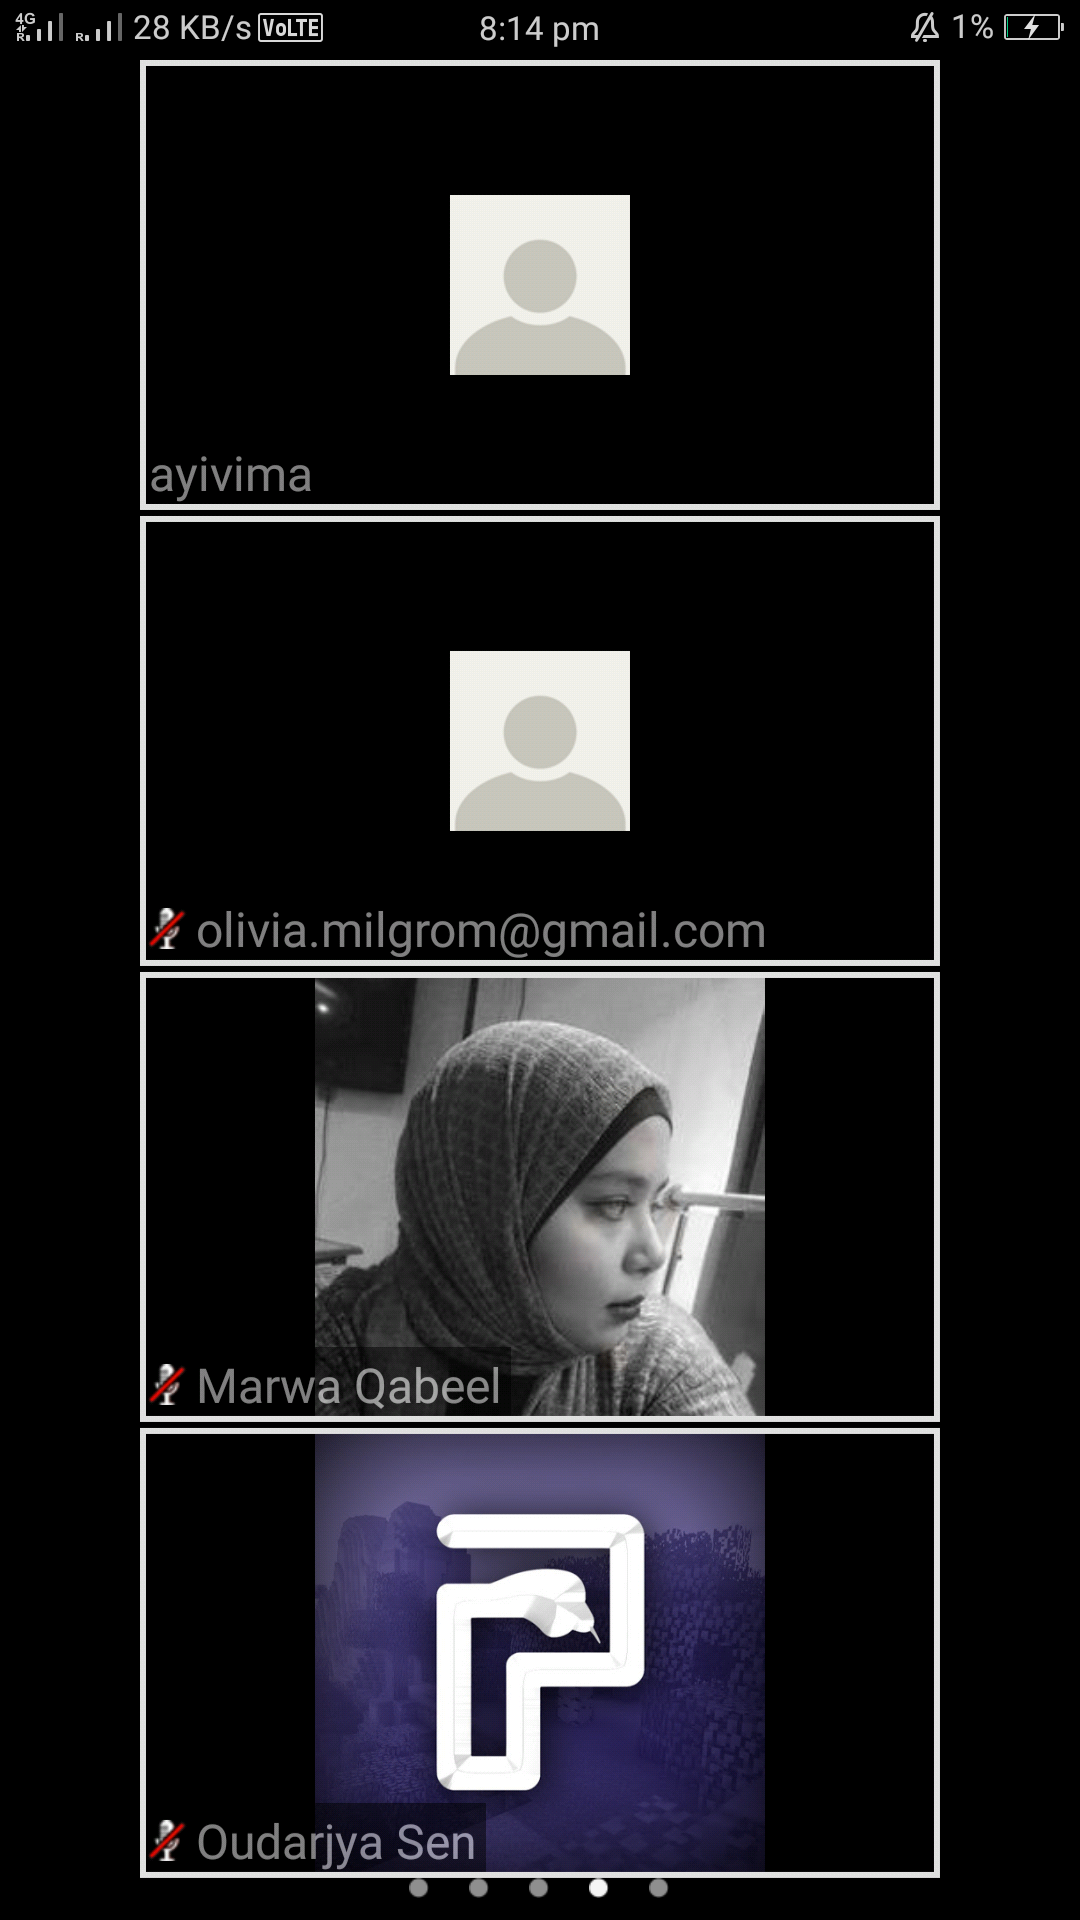 4G R R 28 KB/s VoLTE 8:14 pm 1%
ayivima
olivia.milgrom@gmail.com
Marwa Qabeel
Oudarjya Sen